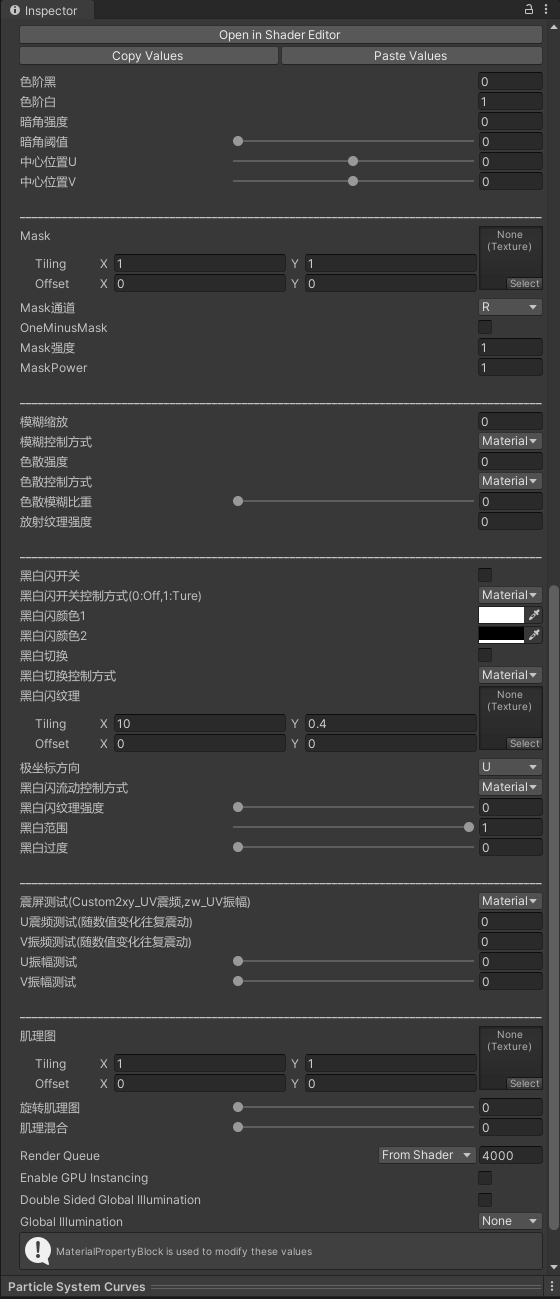 Inspector
Open in Shader Editor
Copy Values Paste Values
色阶黑 0
色阶白 1
暗角强度 0
暗角阈值 0
中心位置U 0
中心位置V 0
Mask None
(Texture)
Tiling X 1 Y 1
Offset X 0 Y 0 Select
Mask通道 R
OneMinusMask
Mask强度 1
MaskPower 1
模糊缩放 0
模糊控制方式 Material
色散强度 0
色散控制方式 Material
色散模糊比重 0
放射纹理强度 0
黑白闪开关
黑白闪开关控制方式(0:Off,1:Ture) Material
黑白闪颜色1
黑白闪颜色2
黑白切换
黑白切换控制方式 Material
黑白闪纹理 None
(Texture)
Tiling X 10 Y 0.4
Offset X 0 Y 0 Select
极坐标方向 U
黑白闪流动控制方式 Material
黑白闪纹理强度 0
黑白范围 1
黑白过度 0
震屏测试(Custom2xy_UV震频,zw_UV振幅) Material
U震频测试(随数值变化往复震动) 0
V振频测试(随数值变化往复震动) 0
U振幅测试 0
V振幅测试 0
肌理图 None
(Texture)
Tiling X 1 Y 1
Offset X 0 Y 0 Select
旋转肌理图 0
肌理混合 0
Render Queue From Shader 4000
Enable GPU Instancing
Double Sided Global Illumination
Global Illumination None
MaterialPropertyBlock is used to modify these values
Particle System Curves